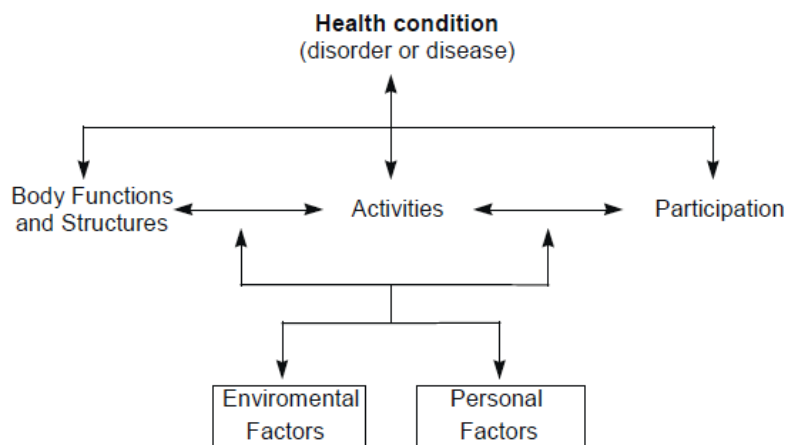 Health condition
(disorder or disease)
Body Functions
and Structures
Activities
Participation
Enviromental
Factors
Personal
Factors